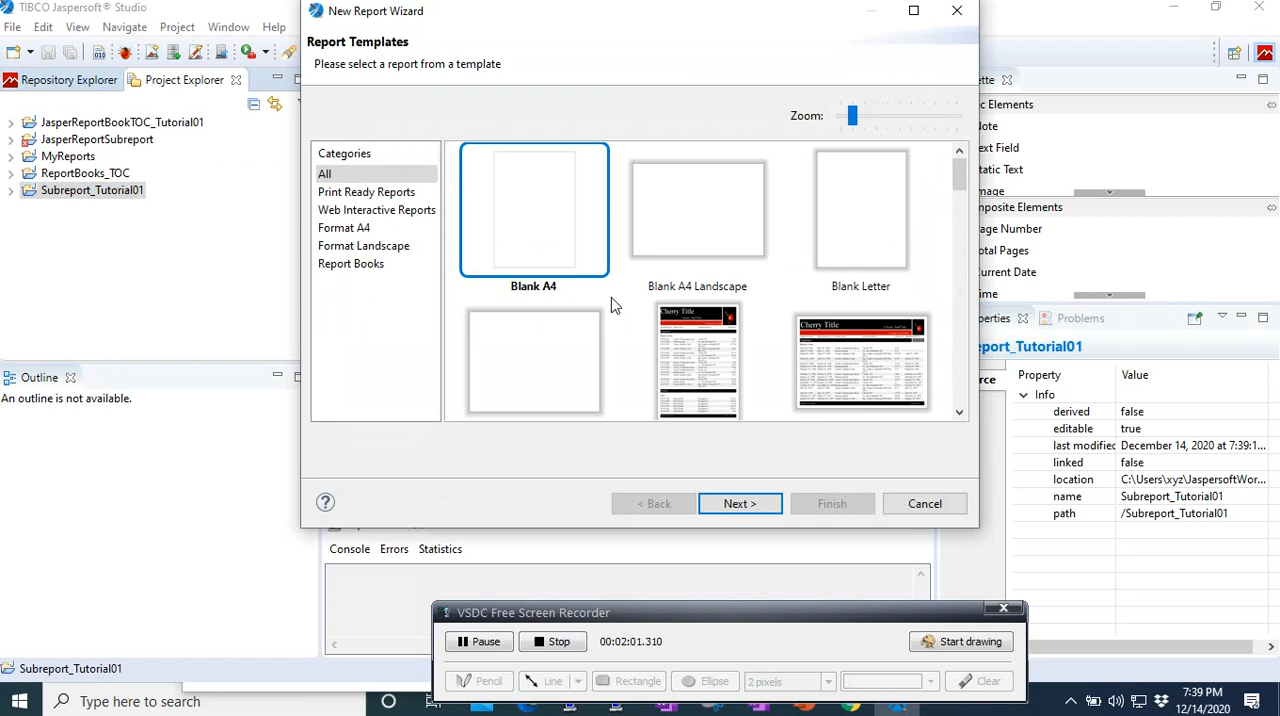 TIBCO Jaspersoft® Studio
File Edit View Navigate Project Window Help
Repository Explorer Project Explorer
JasperReportBookTOC_Tutorial01
JasperReportSubreport
MyReports
ReportBooks_TOC
Subreport_Tutorial01
Outline
An outline is not available.
New Report Wizard
Report Templates
Please select a report from a template
Zoom:
Categories
All
Print Ready Reports
Web Interactive Reports
Format A4
Format Landscape
Report Books
Blank A4
Blank A4 Landscape
Blank Letter
Cherry Title
Cherry Title
< Back Next > Finish Cancel
ette
ic Elements
ote
ext Field
tatic Text
mage
mposite Elements
age Number
otal Pages
urrent Date
ime
perties Problems
eport_Tutorial01
rce
Property Value
Info
derived false
editable true
last modified December 14, 2020 at 7:39:1...
linked false
location C:\Users\xyz\JaspersoftWor...
name Subreport_Tutorial01
path /Subreport_Tutorial01
Console Errors Statistics
VSDC Free Screen Recorder
Pause Stop 00:02:01.310 Start drawing
Pencil Line Rectangle Ellipse 2 pixels Clear
Subreport_Tutorial01
Type here to search
7:39 PM
12/14/2020